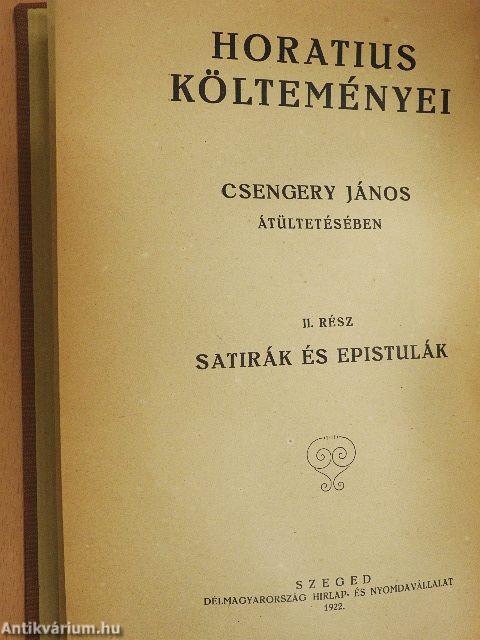 HORATIUS
KÖLTEMÉNYEI
CSENGERY JÁNOS
ÁTÜLTETÉSÉBEN
II. RÉSZ
SATIRÁK ÉS EPISTULÁK
SZEGED
DÉLMAGYARORSZÁG HIRLAP- ÉS NYOMDAVÁLLALAT
1922.
Antikvárium.hu